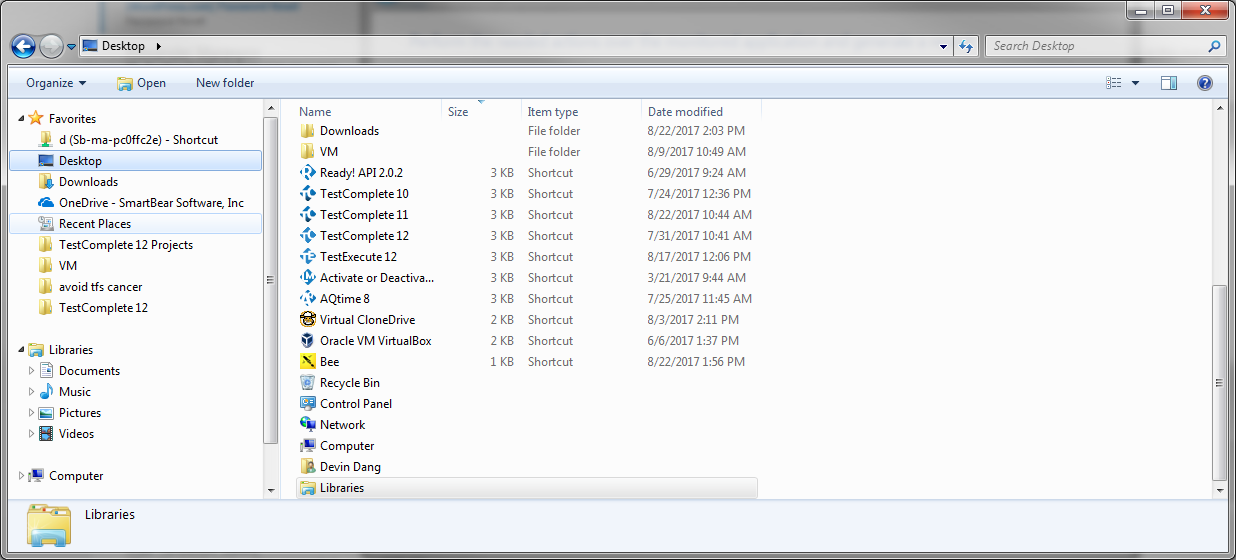 Desktop
Search Desktop
Organize Open New folder
Name Size Item type Date modified
Favorites
d (Sb-ma-pc0ffc2e) - Shortcut
Desktop
Downloads
OneDrive - SmartBear Software, Inc
Recent Places
TestComplete 12 Projects
VM
avoid tfs cancer
TestComplete 12
Libraries
Documents
Music
Pictures
Videos
Computer
Downloads File folder 8/22/2017 2:03 PM
VM File folder 8/9/2017 10:49 AM
Ready! API 2.0.2 3 KB Shortcut 6/29/2017 9:24 AM
TestComplete 10 3 KB Shortcut 7/24/2017 12:36 PM
TestComplete 11 3 KB Shortcut 8/22/2017 10:44 AM
TestComplete 12 3 KB Shortcut 7/31/2017 10:41 AM
TestExecute 12 3 KB Shortcut 8/17/2017 12:06 PM
Activate or Deactiva... 3 KB Shortcut 3/21/2017 9:44 AM
AQtime 8 3 KB Shortcut 7/25/2017 11:45 AM
Virtual CloneDrive 2 KB Shortcut 8/3/2017 2:11 PM
Oracle VM VirtualBox 2 KB Shortcut 6/6/2017 1:37 PM
Bee 1 KB Shortcut 8/22/2017 1:56 PM
Recycle Bin
Control Panel
Network
Computer
Devin Dang
Libraries
Libraries